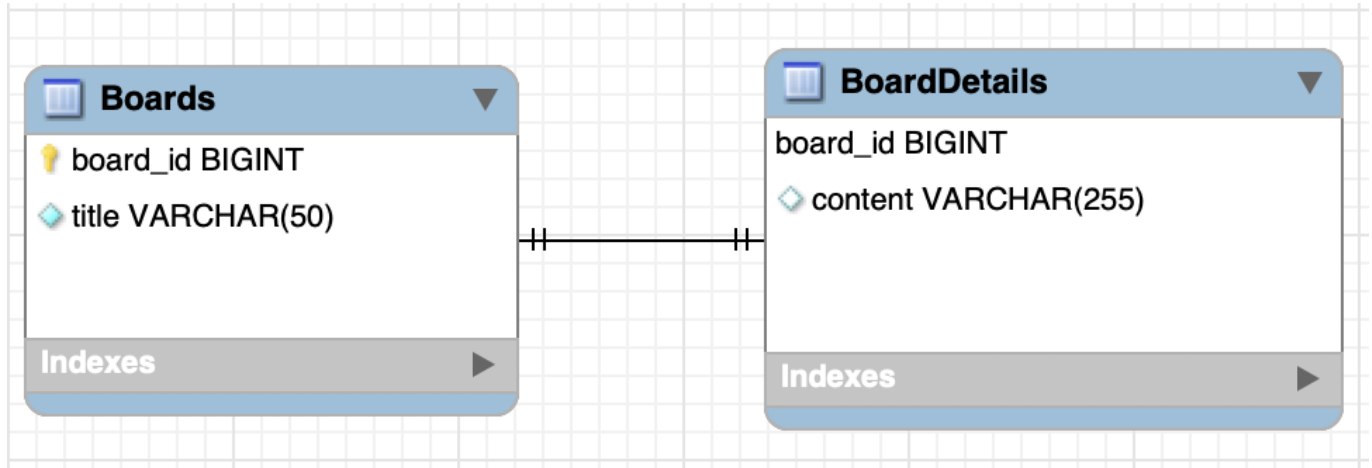 Boards
board_id BIGINT
title VARCHAR(50)
Indexes
BoardDetails
board_id BIGINT
content VARCHAR(255)
Indexes